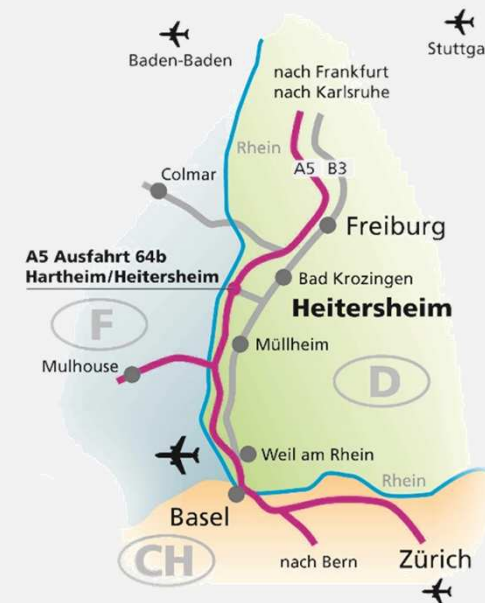 Baden-Baden
Stuttga
nach Frankfurt
nach Karlsruhe
Rhein
A5 B3
Colmar
Freiburg
A5 Ausfahrt 64b
Hartheim/Heitersheim
Bad Krozingen
Heitersheim
F
Müllheim
Mulhouse
D
Weil am Rhein
Rhein
Basel
CH
nach Bern
Zürich